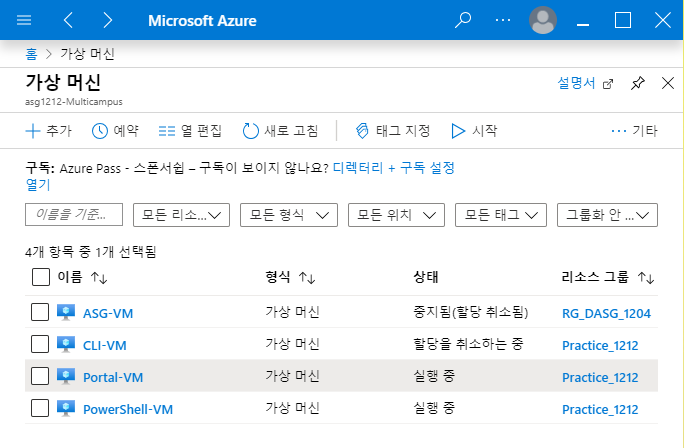 Microsoft Azure
홈 > 가상 머신
가상 머신
설명서
asg1212-Multicampus
추가
예약
열 편집
새로 고침
태그 지정
시작
기타
구독: Azure Pass - 스폰서쉽 – 구독이 보이지 않나요? 디렉터리 + 구독 설정
열기
이름을 기준... 모든 리소... 모든 형식 모든 위치 모든 태그 그룹화 안 ...
4개 항목 중 1개 선택됨
이름 형식 상태 리소스 그룹
ASG-VM 가상 머신 중지됨(할당 취소됨) RG_DASG_1204
CLI-VM 가상 머신 할당을 취소하는 중 Practice_1212
Portal-VM 가상 머신 실행 중 Practice_1212
PowerShell-VM 가상 머신 실행 중 Practice_1212